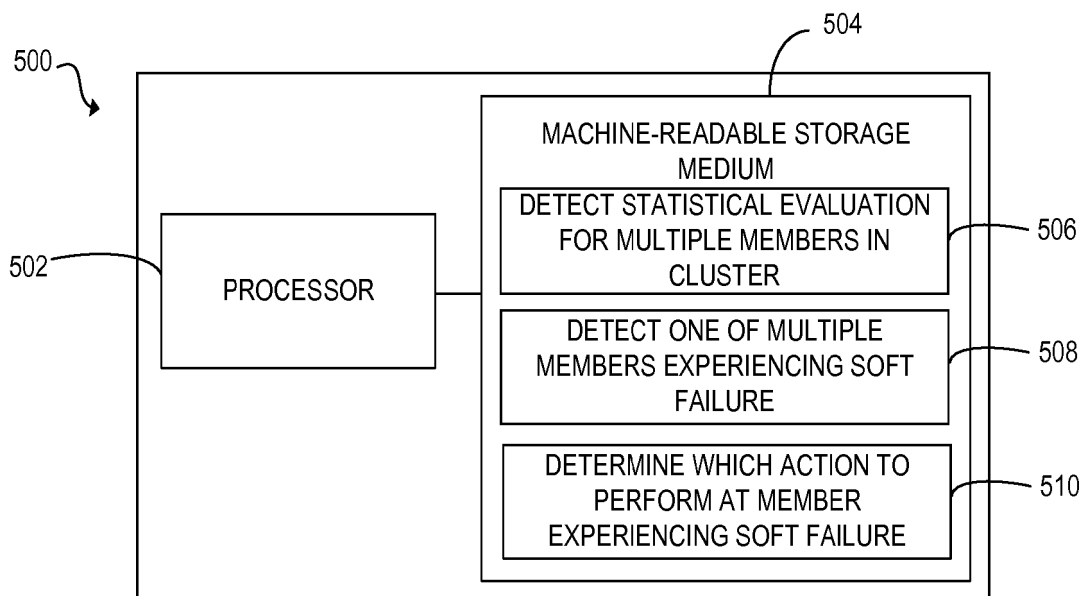 504
500
MACHINE-READABLE STORAGE
MEDIUM
DETECT STATISTICAL EVALUATION
FOR MULTIPLE MEMBERS IN
CLUSTER
506
502
PROCESSOR
DETECT ONE OF MULTIPLE
MEMBERS EXPERIENCING SOFT
FAILURE
508
DETERMINE WHICH ACTION TO
PERFORM AT MEMBER
EXPERIENCING SOFT FAILURE
510